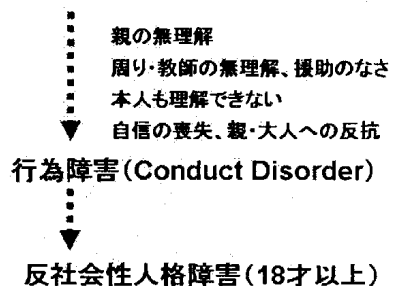 親の無理解
周り・教師の無理解、援助のなさ
本人も理解できない
自信の喪失、親・大人への反抗
行為障害(Conduct Disorder)
反社会性人格障害(18才以上)